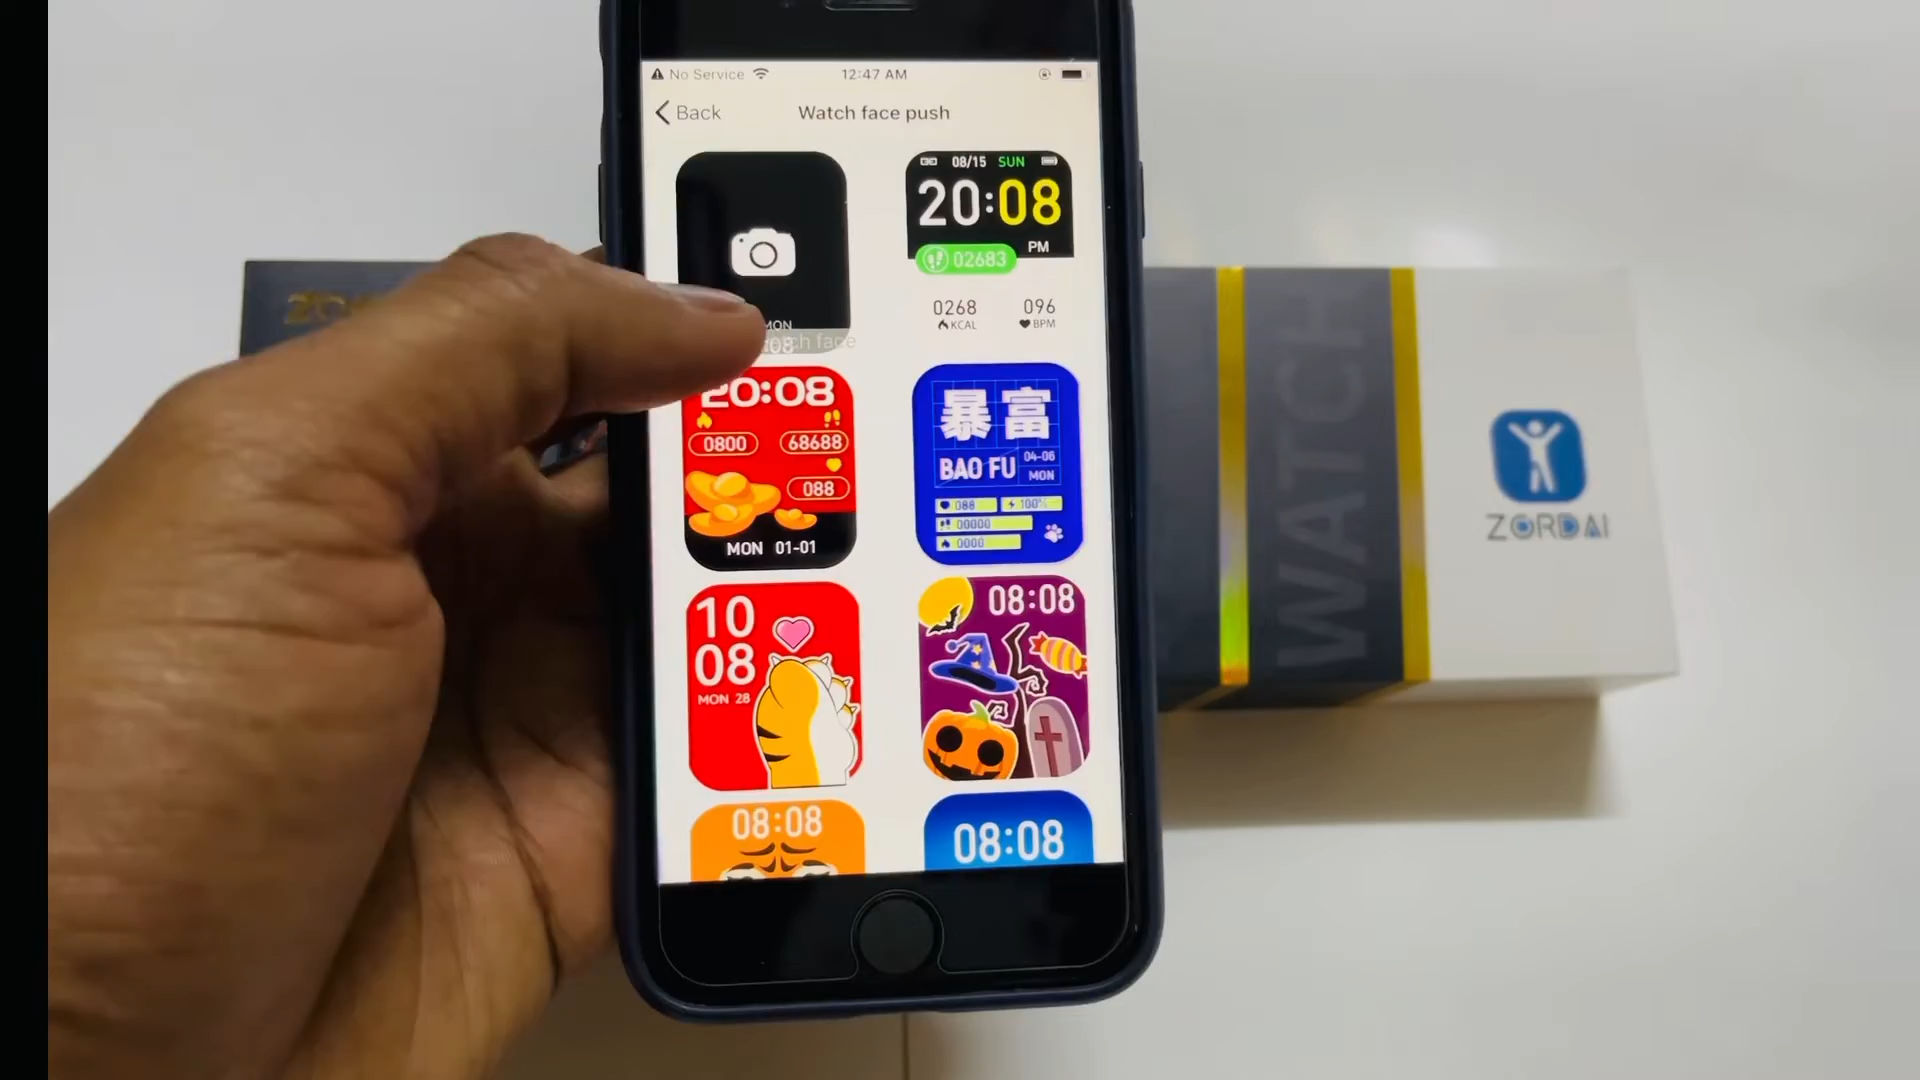 No Service
12:47 AM
Back
Watch face push
08/15 SUN
20:08
PM
02683
0268
096
KCAL
BPM
MON
:08
20:08
0800
68688
088
MON 01-01
暴富
BAO FU
04-06
MON
088
100%
00000
0000
10
08
MON 28
08:08
08:08
08:08
WATCH
ZORDAI